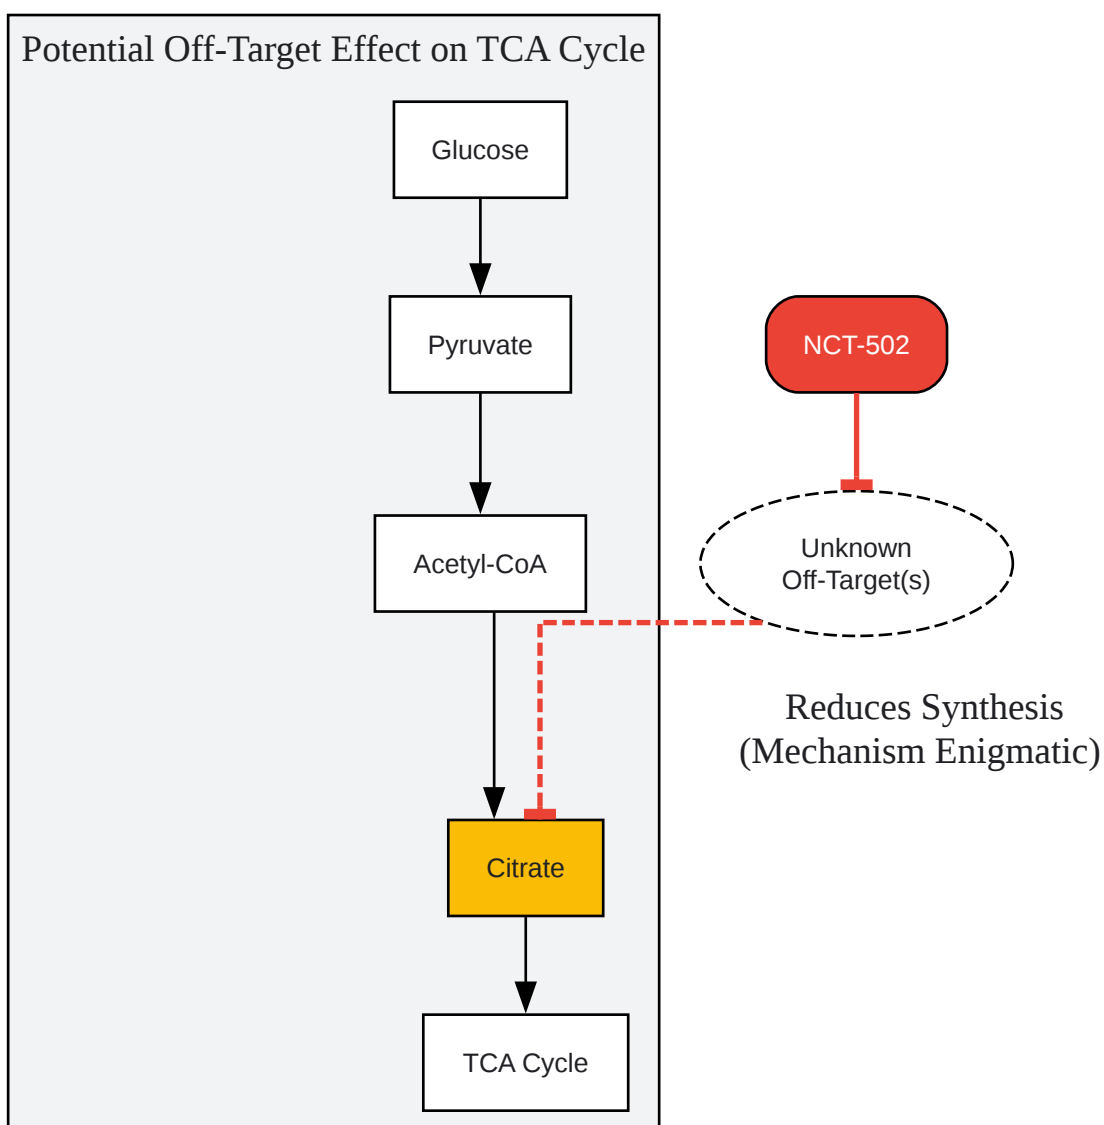 Potential Off-Target Effect on TCA Cycle
Glucose
Pyruvate
NCT-502
Acetyl-CoA
Unknown
Off-Target(s)
Reduces Synthesis
(Mechanism Enigmatic)
Citrate
TCA Cycle